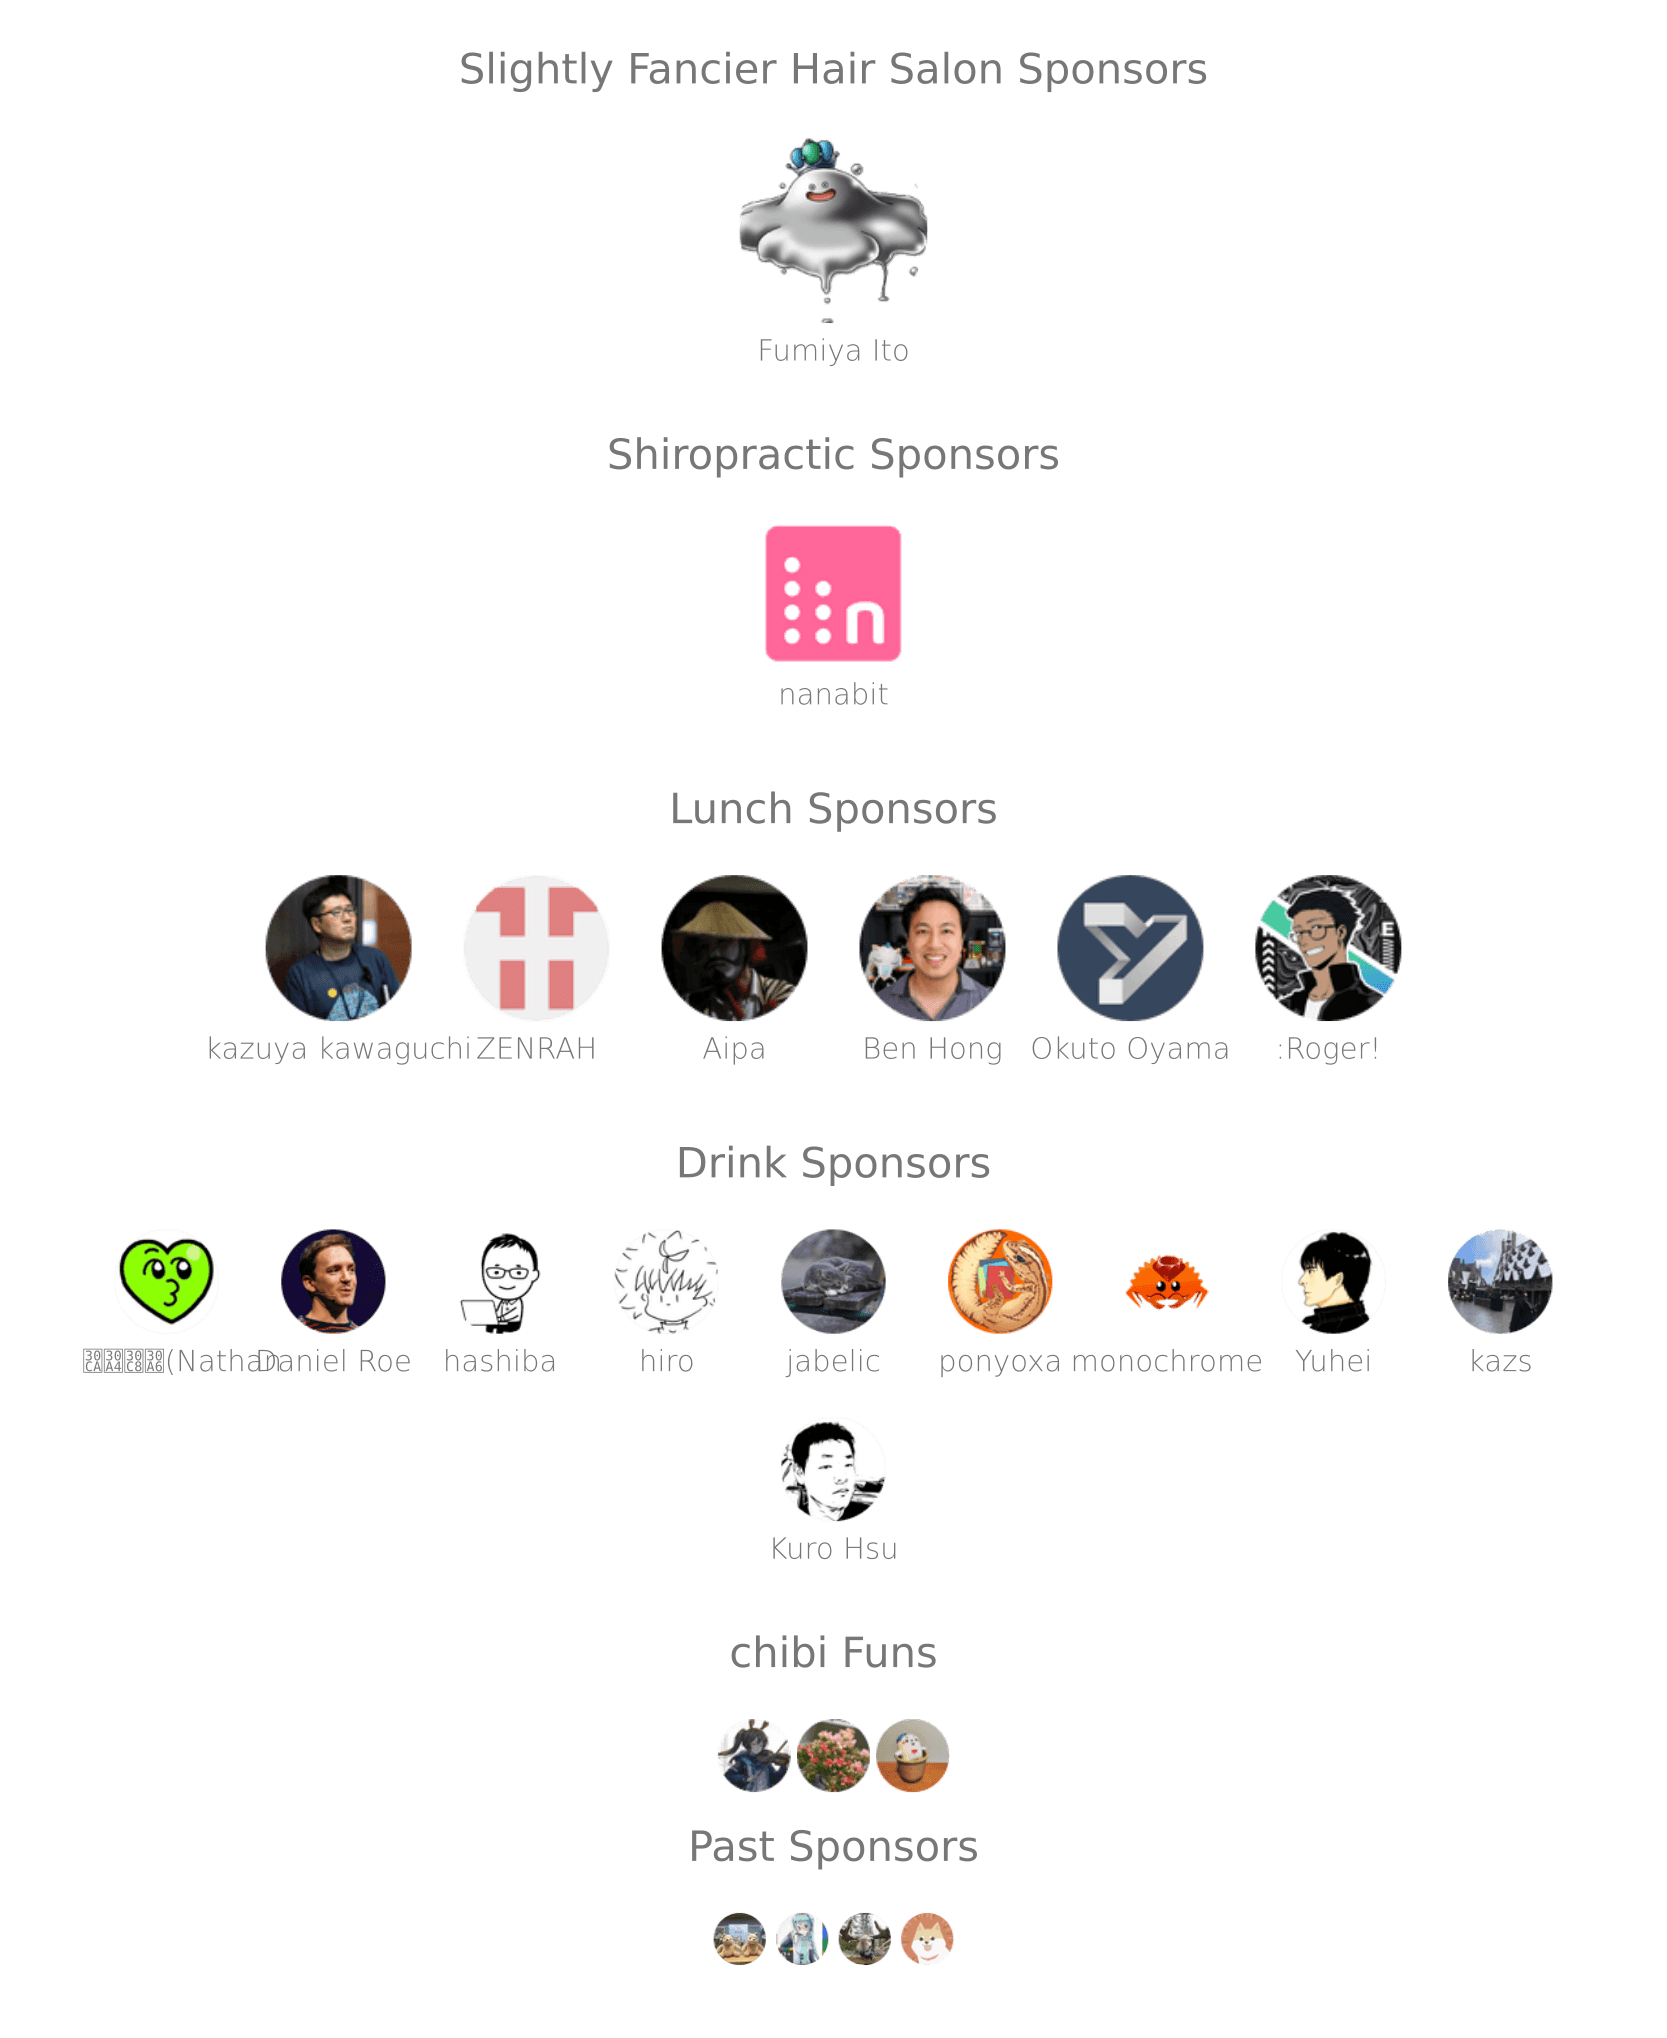 Slightly Fancier Hair Salon Sponsors
Fumiya Ito
Shiropractic Sponsors
n
nanabit
Lunch Sponsors
kazuya kawaguchi ZENRAH Aipa Ben Hong Okuto Oyama :Roger!
Drink Sponsors
(Nathan Daniel Roe hashiba hiro jabelic ponyoxa monochrome Yuhei kazs
Kuro Hsu
chibi Funs
Past Sponsors